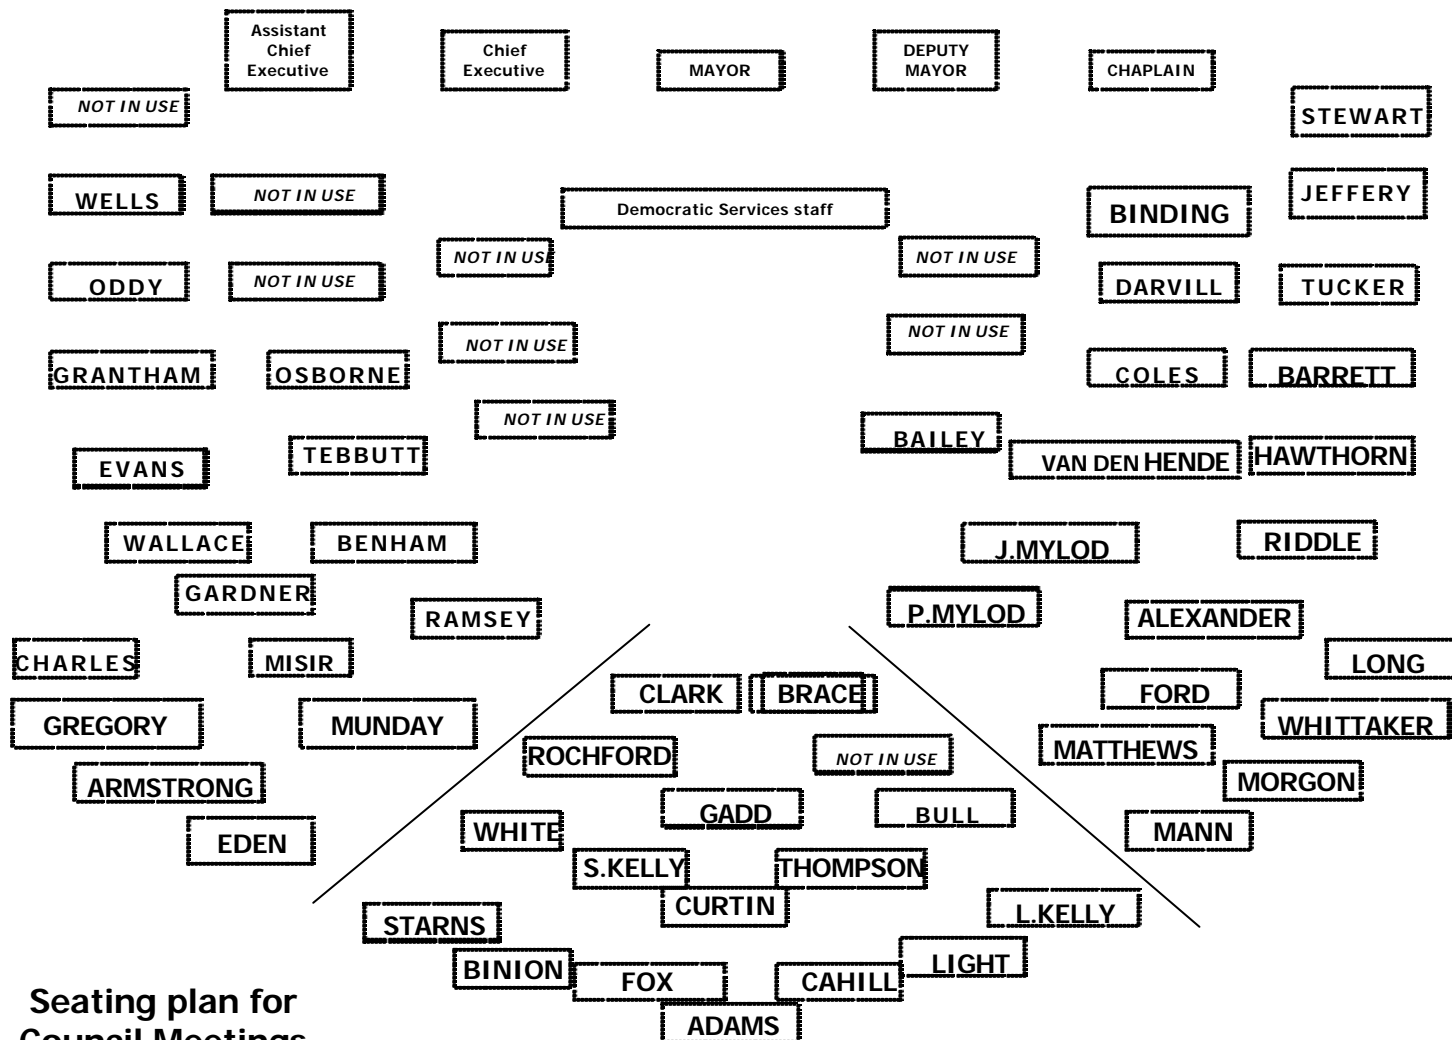 Assistant
Chief
Executive
Chief
Executive
MAYOR
DEPUTY
MAYOR
CHAPLAIN
NOT IN USE
STEWART
WELLS
NOT IN USE
Democratic Services staff
BINDING
JEFFERY
NOT IN USE
NOT IN USE
ODDY
NOT IN USE
DARVILL
TUCKER
NOT IN USE
NOT IN USE
GRANTHAM
OSBORNE
COLES
BARRETT
NOT IN USE
BAILEY
EVANS
TEBBUTT
VAN DEN HENDE
HAWTHORN
WALLACE
BENHAM
J.MYLOD
RIDDLE
GARDNER
RAMSEY
P.MYLOD
ALEXANDER
CHARLES
MISIR
LONG
CLARK
BRACE
FORD
GREGORY
MUNDAY
WHITTAKER
ROCHFORD
NOT IN USE
MATTHEWS
ARMSTRONG
MORGON
GADD
BULL
EDEN
WHITE
MANN
S.KELLY
THOMPSON
CURTIN
L.KELLY
STARNS
BINION
LIGHT
FOX
CAHILL
ADAMS
Seating plan for
Council Meetings